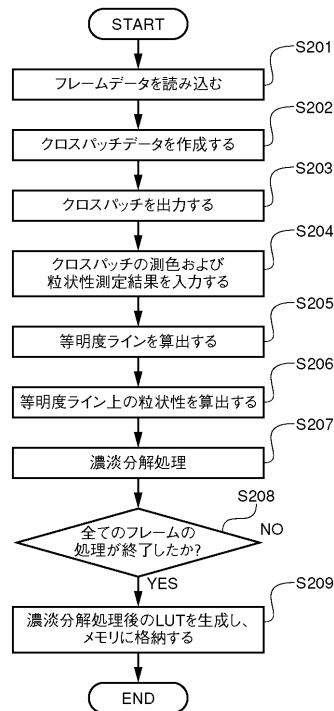 START
S201
フレームデータを読み込む
S202
クロスパッチデータを作成する
S203
クロスパッチを出力する
S204
クロスパッチの測色および
粒状性測定結果を入力する
S205
等明度ラインを算出する
S206
等明度ライン上の粒状性を算出する
S207
濃淡分解処理
S208
全てのフレームの
処理が終了したか?
NO
YES
S209
濃淡分解処理後のLUTを生成し、
メモリに格納する
END